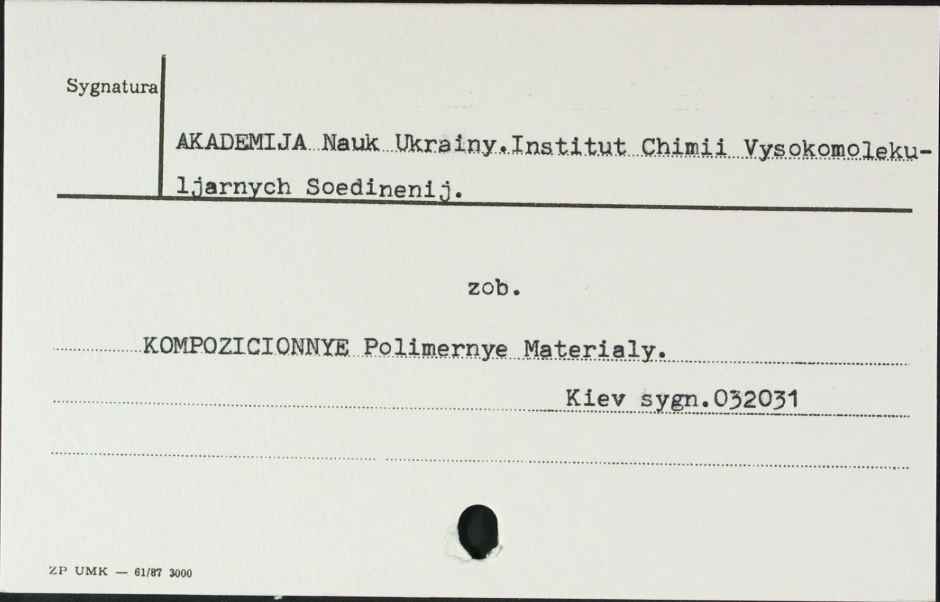 Sygnatura
AKADEMIJA Nauk Ukrainy.Institut Chimii Vysokomoleku-
ljarnych Soedinenij.
zob.
KOMPOZICIONNYE Polimernye Materialy.
Kiev sygn.032031
ZP UMK — 61/87 3000